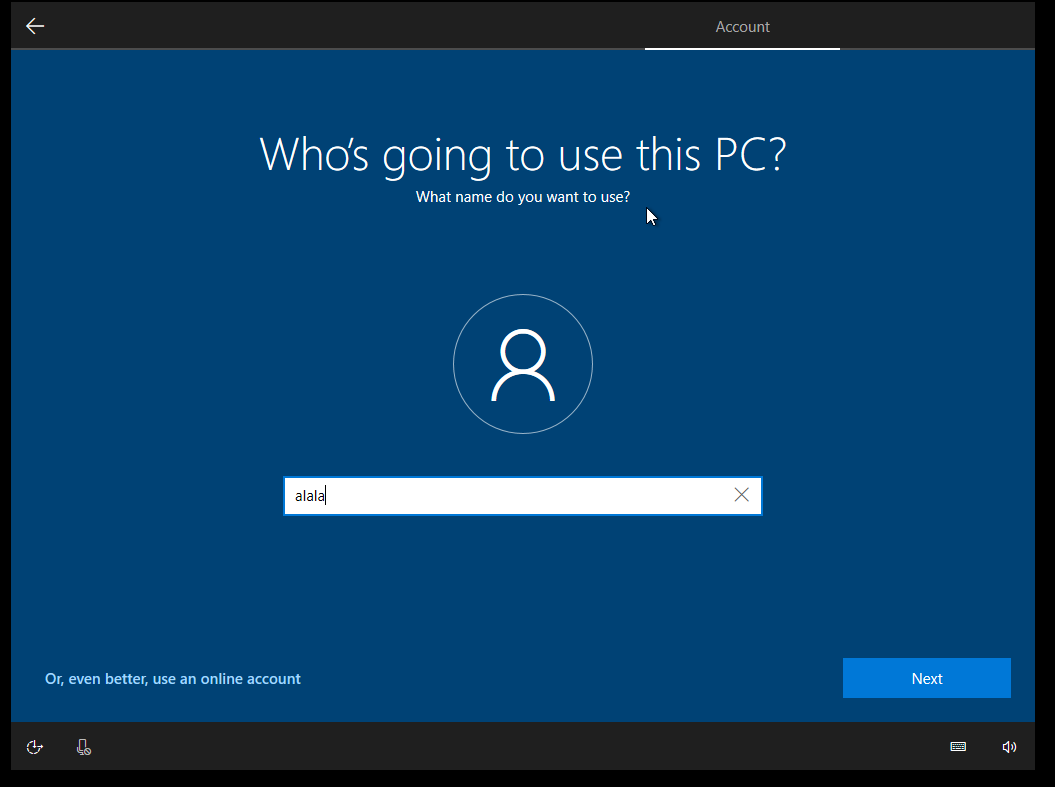 Account
Who's going to use this PC?
What name do you want to use?
alala
Or, even better, use an online account
Next